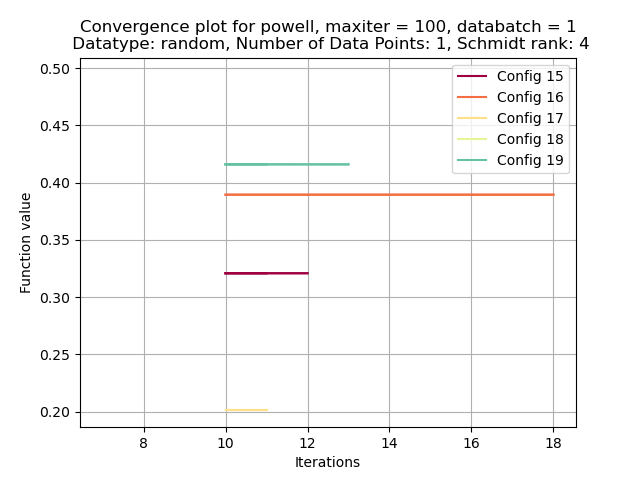 Convergence plot for powell, maxiter = 100, databatch = 1
Datatype: random, Number of Data Points: 1, Schmidt rank: 4
Config 15
Config 16
Config 17
Config 18
Config 19
Function value
0.50
0.45
0.40
0.35
0.30
0.25
0.20
8
10
12
14
16
18
Iterations